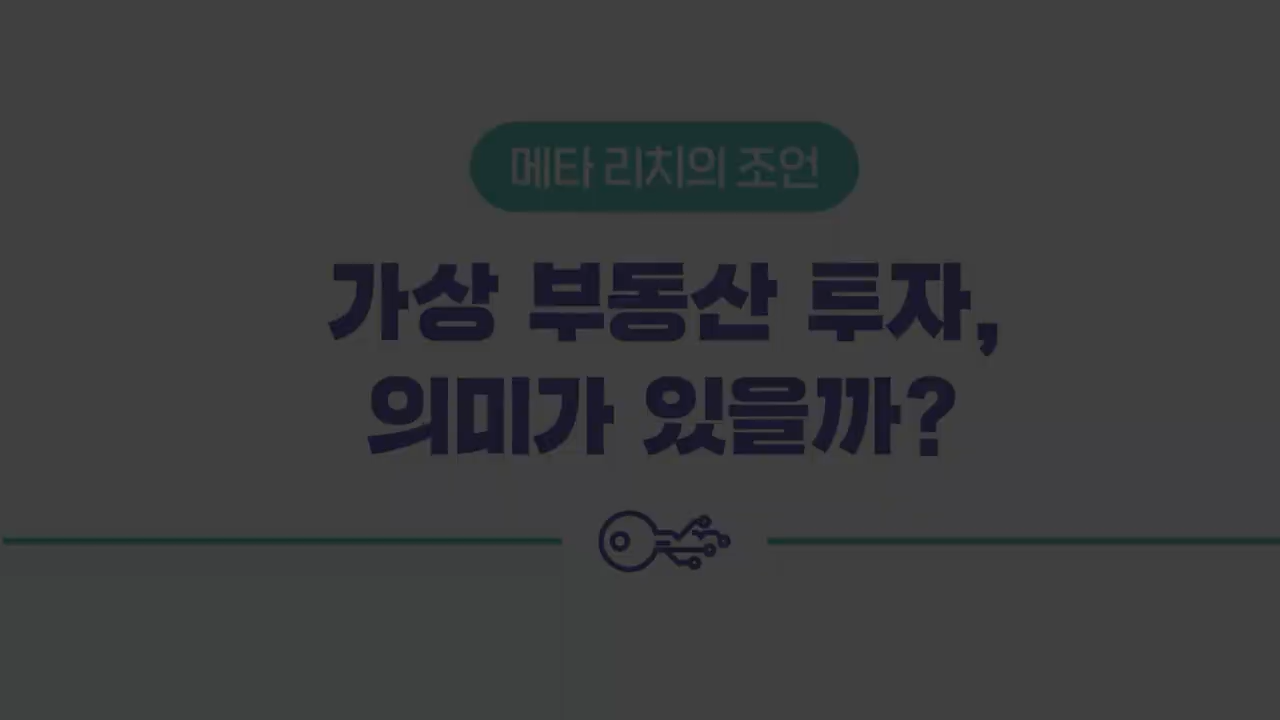 메타 리치의 조언
가상 부동산 투자,
의미가 있을까?